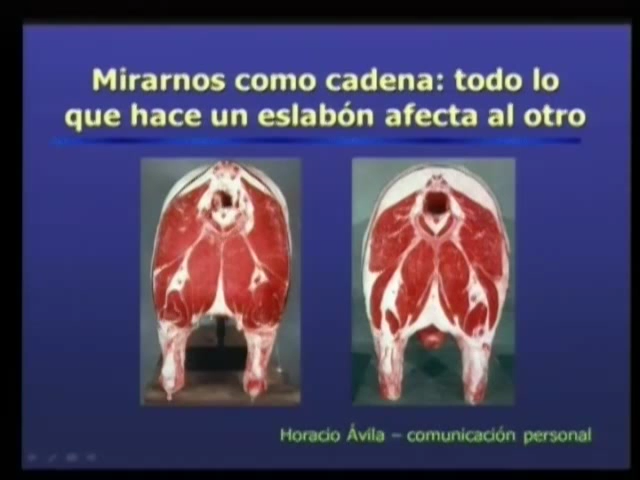 Mirarnos como cadena: todo lo
que hace un eslabón afecta al otro
Horacio Ávila – comunicación personal